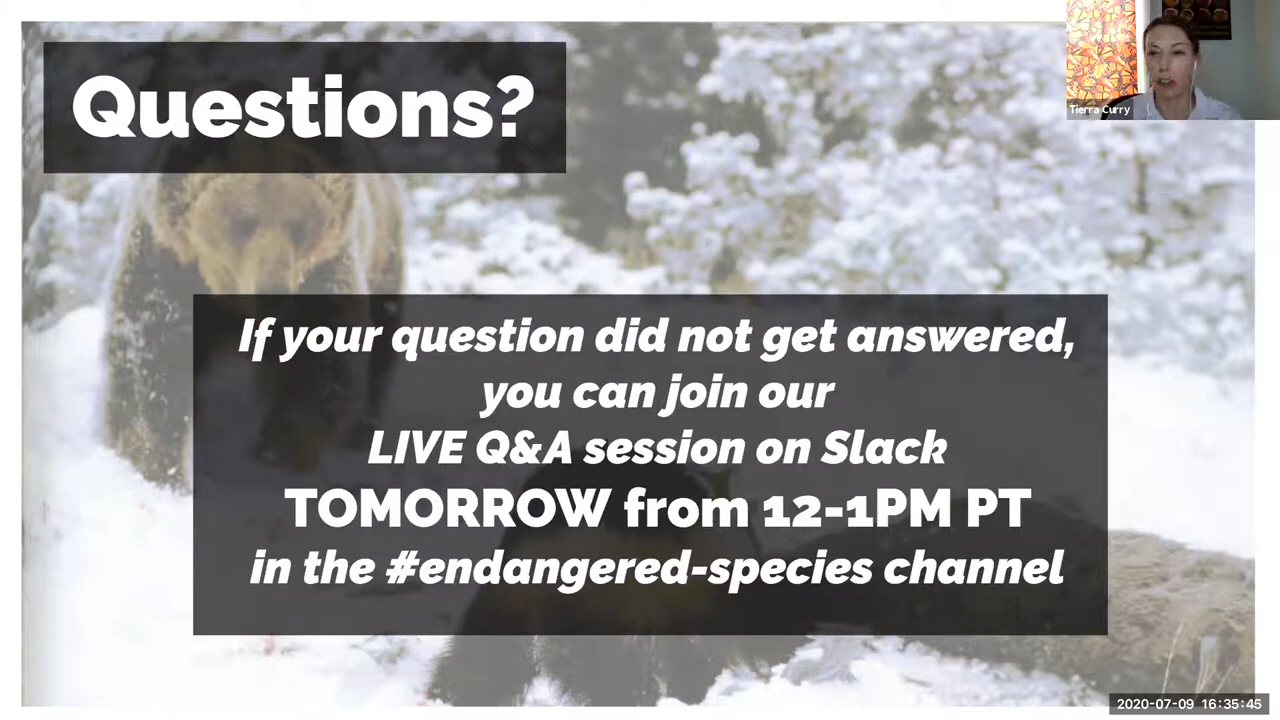 Questions?
Tierra Curry
If your question did not get answered,
you can join our
LIVE Q&A session on Slack
TOMORROW from 12-1PM PT
in the #endangered-species channel
2020-07-09 16:35:45